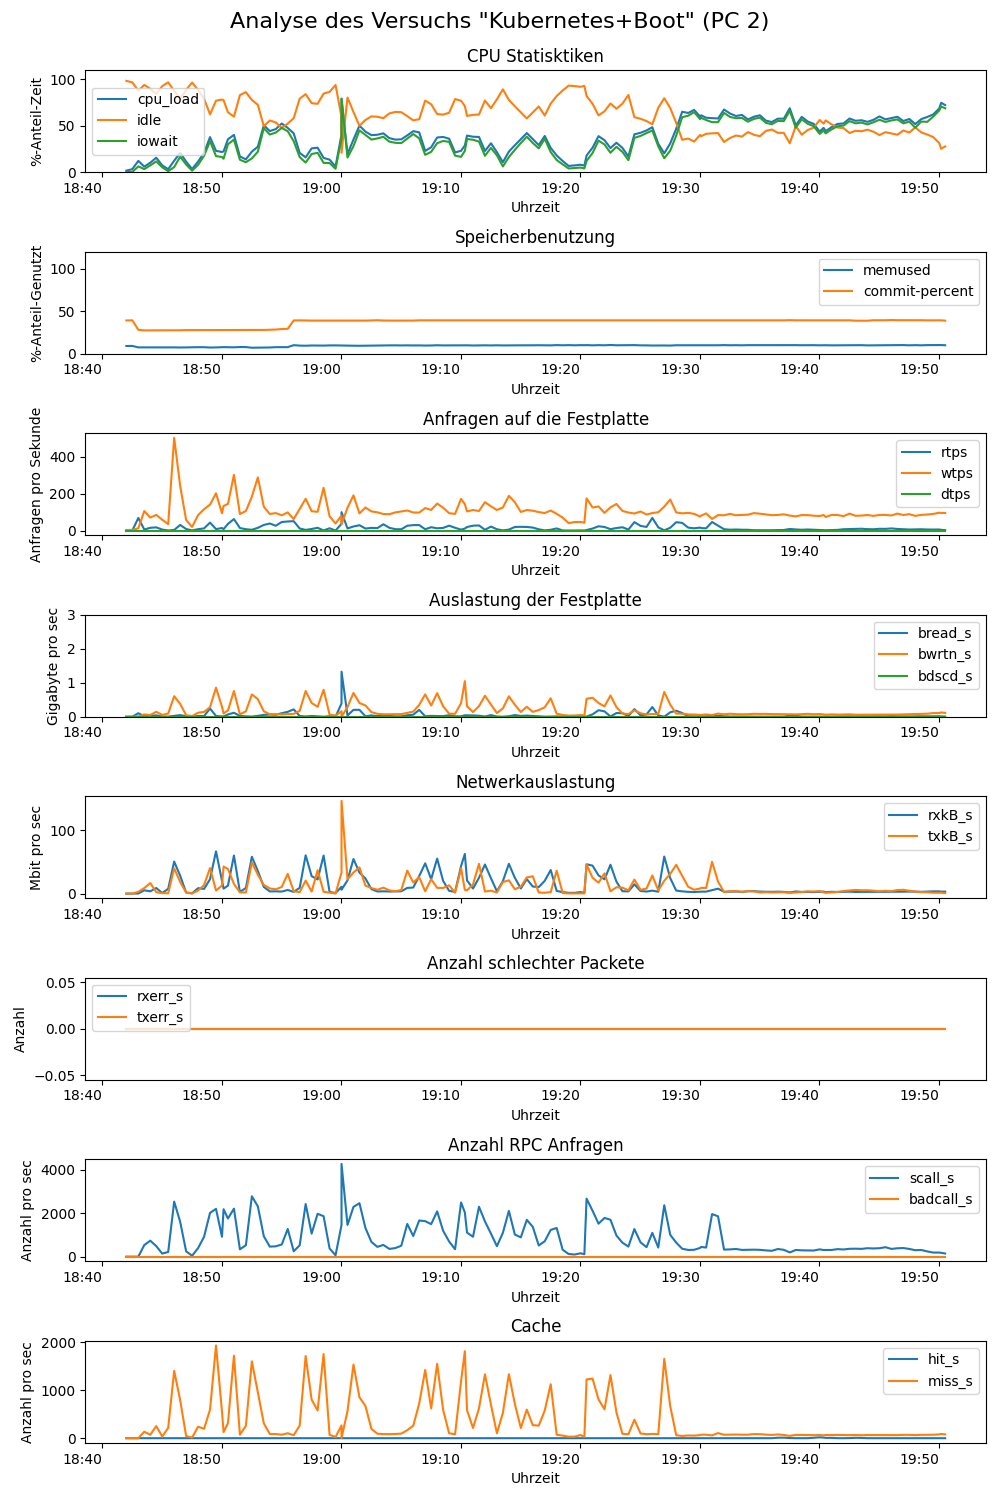 Analyse des Versuchs "Kubernetes+Boot" (PC 2)
CPU Statisktiken
%-Anteil-Zeit
100
50
0
cpu_load
idle
iowait
18:40 18:50 19:00 19:10 19:20 19:30 19:40 19:50
Uhrzeit
Speicherbenutzung
%-Anteil-Genutzt
100
50
0
memused
commit-percent
18:40 18:50 19:00 19:10 19:20 19:30 19:40 19:50
Uhrzeit
Anfragen auf die Festplatte
Anfragen pro Sekunde
400
200
0
rtps
wtps
dtps
18:40 18:50 19:00 19:10 19:20 19:30 19:40 19:50
Uhrzeit
Auslastung der Festplatte
Gigabyte pro sec
3
2
1
0
bread_s
bwrtn_s
bdscd_s
18:40 18:50 19:00 19:10 19:20 19:30 19:40 19:50
Uhrzeit
Netwerkauslastung
Mbit pro sec
100
0
rxkB_s
txkB_s
18:40 18:50 19:00 19:10 19:20 19:30 19:40 19:50
Uhrzeit
Anzahl schlechter Packete
Anzahl
0.05
0.00
−0.05
rxerr_s
txerr_s
18:40 18:50 19:00 19:10 19:20 19:30 19:40 19:50
Uhrzeit
Anzahl RPC Anfragen
Anzahl pro sec
4000
2000
0
scall_s
badcall_s
18:40 18:50 19:00 19:10 19:20 19:30 19:40 19:50
Uhrzeit
Cache
Anzahl pro sec
2000
1000
0
hit_s
miss_s
18:40 18:50 19:00 19:10 19:20 19:30 19:40 19:50
Uhrzeit